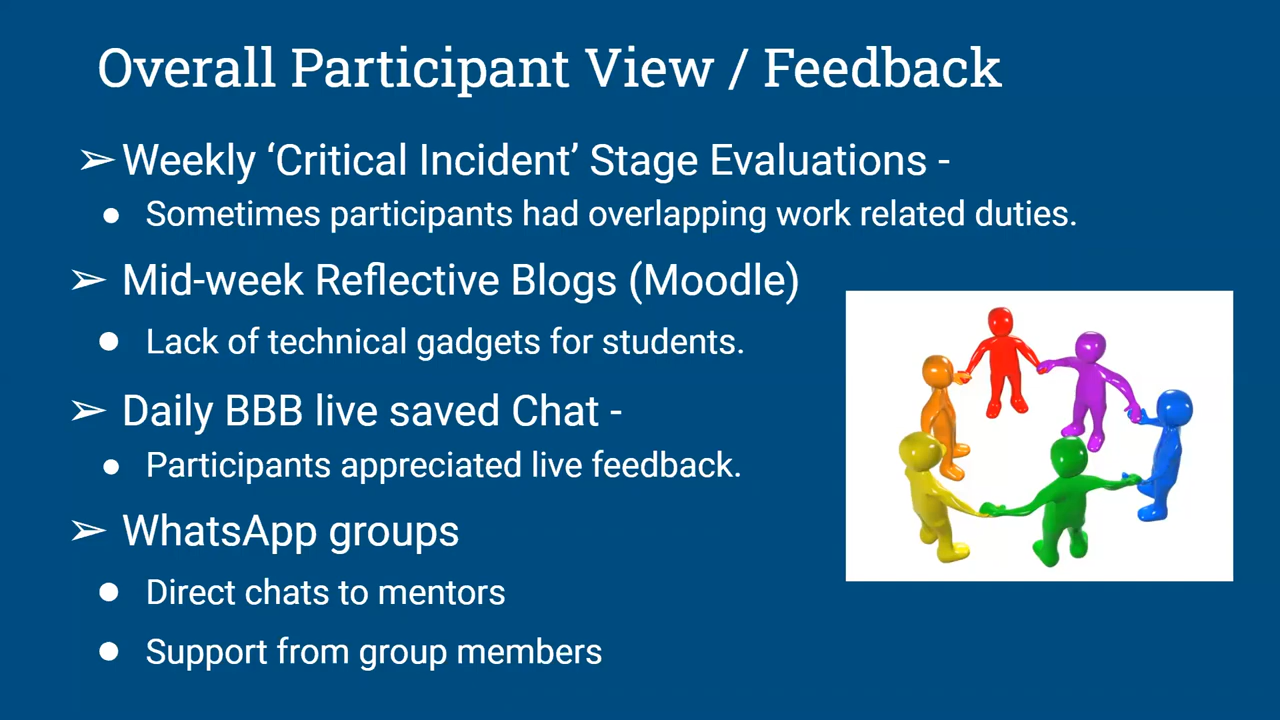 Overall Participant View / Feedback
➢ Weekly ‘Critical Incident’ Stage Evaluations -
● Sometimes participants had overlapping work related duties.
➢ Mid-week Reflective Blogs (Moodle)
● Lack of technical gadgets for students.
➢ Daily BBB live saved Chat -
● Participants appreciated live feedback.
➢ WhatsApp groups
● Direct chats to mentors
● Support from group members